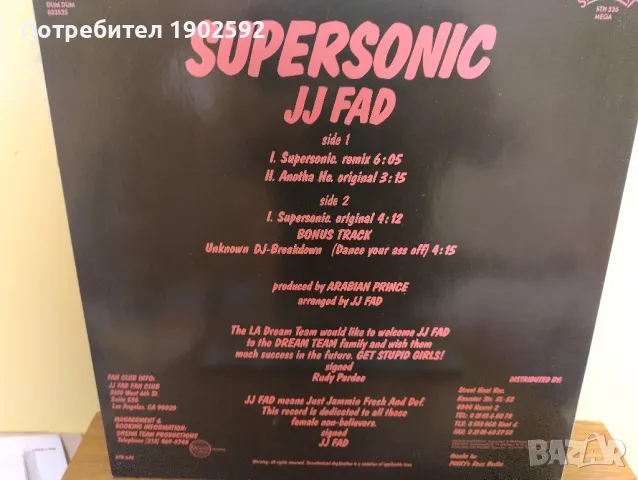 Потребител 1902592
DUM DUM
STH 536
MEGA
SUPERSONIC
JJ FAD
side 1
I. Supersonic. remix 6:05
II. Anotha Ho. original 3:15
side 2
I. Supersonic. original 4:12
BONUS TRACK
Unknown DJ-Breakdown (Dance your ass off) 4:15
produced by ARABIAN PRINCE
arranged by JJ FAD
The LA Dream Team would like to welcome JJ FAD
to the DREAM TEAM family and wish them
much success in the future. GET STUPID GIRLS!
signed
Rudy Pardee
JJ FAD means Just Jammin Fresh And Def.
This record is dedicated to all those
female non-believers.
signed
JJ FAD
FAN CLUB INFO:
JJ FAD FAN CLUB
Los Angeles, CA
MANAGEMENT &
BOOKING INFORMATION:
DREAM TEAM PRODUCTIONS
Telephone
DISTRIBUTED BY:
Street Heat
BAZAR